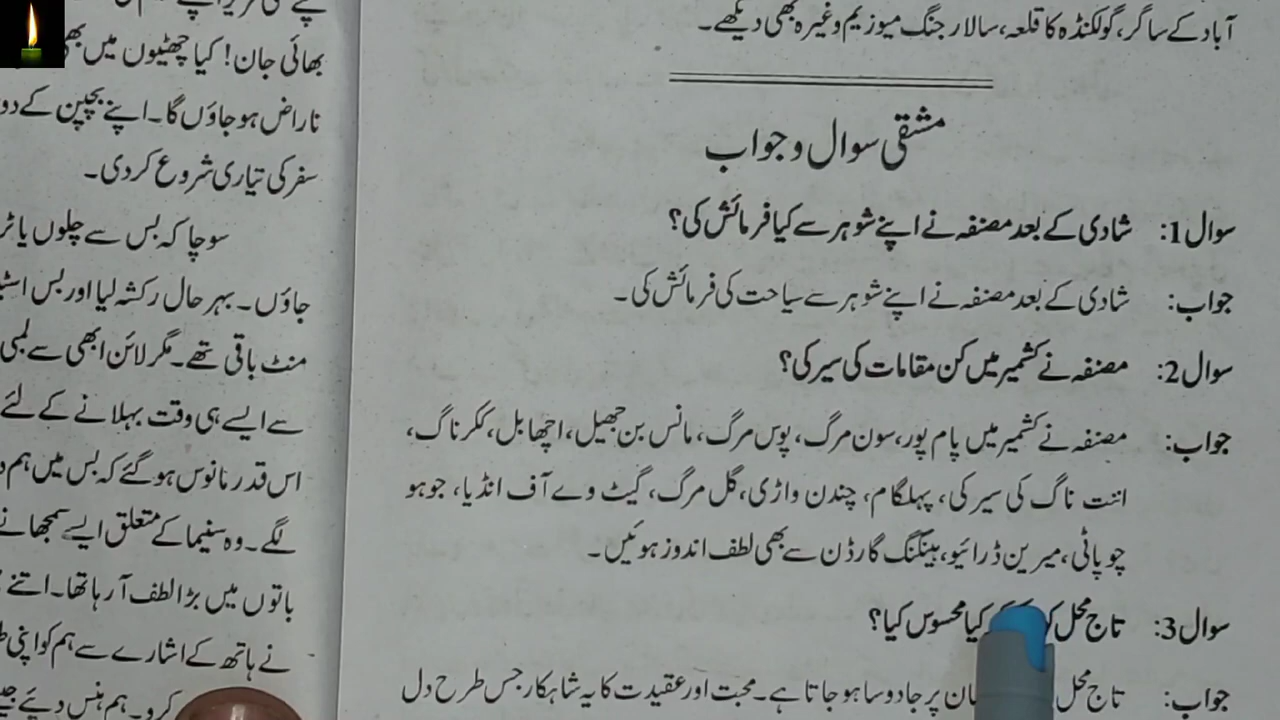 آباد کے ساگر، گولکنڈہ کا قلعہ، سالار جنگ میوزیم وغیرہ بھی دیکھے۔
مشقی سوال و جواب
سوال 1: شادی کے بعد مصنفہ نے اپنے شوہر سے کیا فرمائش کی؟
جواب: شادی کے بعد مصنفہ نے اپنے شوہر سے سیاحت کی فرمائش کی۔
سوال 2: مصنفہ نے کشمیر میں کن مقامات کی سیر کی؟
جواب: مصنفہ نے کشمیر میں پام پور، سون مرگ، یوس مرگ، مانس بن جھیل، اچھا بل، ککرناگ،
اننت ناگ کی سیر کی، پہلگام، چندن واڑی، گل مرگ، گیٹ وے آف انڈیا، جوہو
چوپاٹی، میرین ڈرائیو، ہینگنگ گارڈن سے بھی لطف اندوز ہوئیں۔
سوال 3: تاج محل کیا محسوس کیا؟
جواب: تاج محل پر جادو سا ہو جاتا ہے۔ محبت اور عقیدت کا یہ شاہکار جس طرح دل
بھائی جان! کیا چھٹیوں میں بھی
ناراض ہو جاؤں گا۔ اپنے بچپن کے دو
سفر کی تیاری شروع کر دی۔
سوچا کہ بس سے چلوں یا
جاؤں۔ بہر حال رکشہ لیا اور بس
منٹ باقی تھے۔ مگر لائن ابھی سے لمبی
سے ایسے ہی وقت بہلانے کے لئے
اس قدر مانوس ہو گئے کہ بس میں ہم
لگے۔ وہ سنیما کے متعلق ایسے سمجھانے
باتوں میں بڑا لطف آ رہا تھا۔ اتنے
نے ہاتھ کے اشارے سے ہم کو اپنی
کرو۔ ہم ہنس دیئے